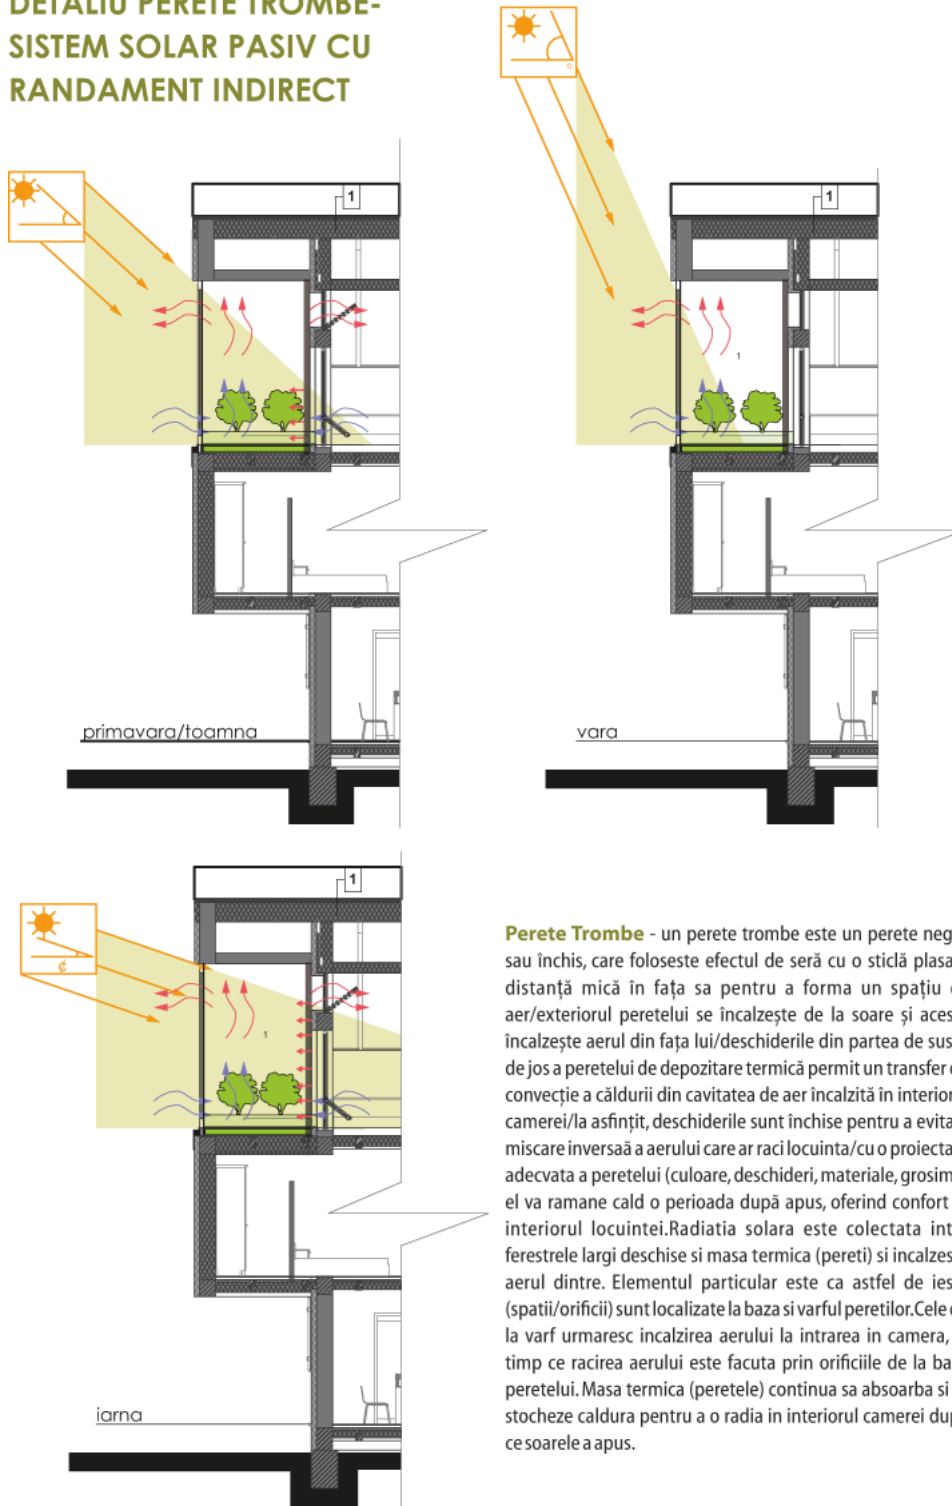 DETALIU PERETE TROMBE-
SISTEM SOLAR PASIV CU
RANDAMENT INDIRECT
1
1
1
primavara/toamna
vara
1
¢
1
iarna
Perete Trombe - un perete trombe este un perete neg
sau închis, care foloseste efectul de seră cu o sticlă plasa
distanță mică în fața sa pentru a forma un spațiu
aer/exteriorul peretelui se încalzește de la soare și aces
încalzește aerul din fața lui/deschiderile din partea de sus
de jos a peretelui de depozitare termică permit un transfer
convecție a căldurii din cavitatea de aer încalzită în interior
camerei/la asfințit, deschiderile sunt închise pentru a evita
miscare inversaă a aerului care ar raci locuinta/cu o proiecta
adecvata a peretelui (culoare, deschideri, materiale, grosim
el va ramane cald o perioada după apus, oferind confort
interiorul locuintei.Radiatia solara este colectata int
ferestrele largi deschise si masa termica (pereti) si incalzes
aerul dintre. Elementul particular este ca astfel de ies
(spatii/orificii) sunt localizate la baza si varful peretilor.Cele
la varf urmaresc incalzirea aerului la intrarea in camera,
timp ce racirea aerului este facuta prin orificiile de la ba
peretelui. Masa termica (peretele) continua sa absoarba si
stocheze caldura pentru a o radia in interiorul camerei dup
ce soarele a apus.